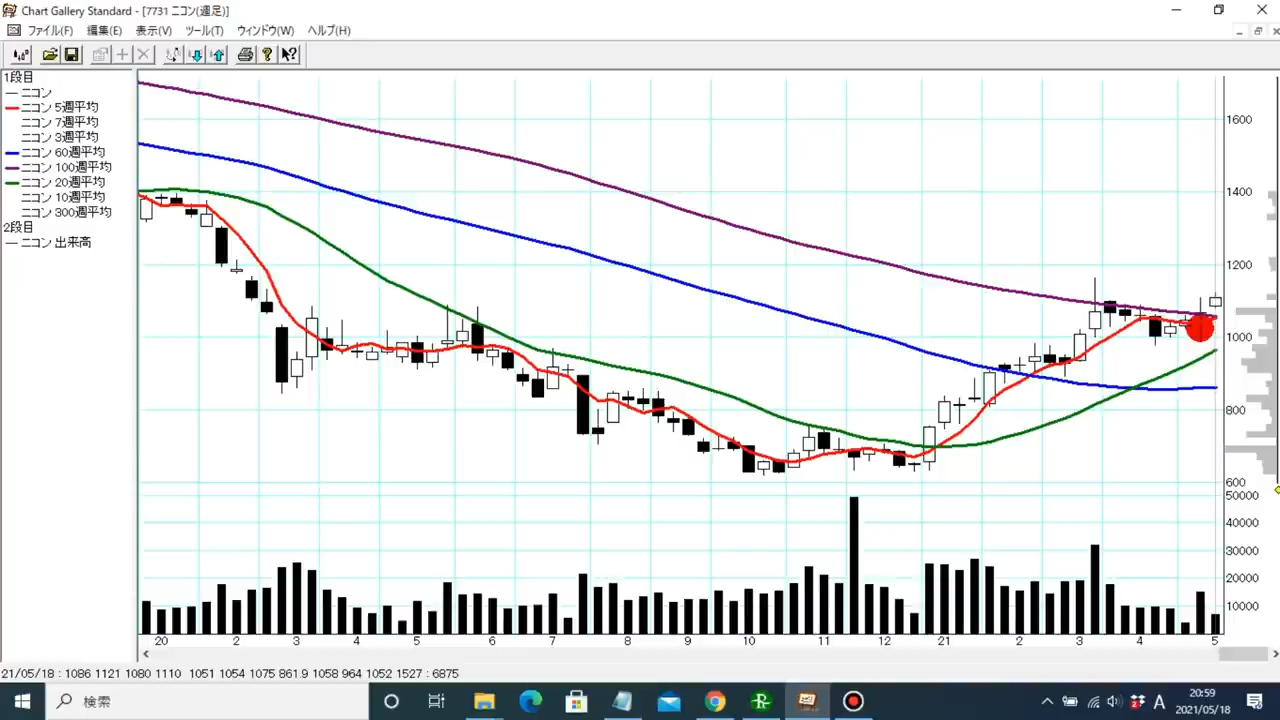 Chart Gallery Standard - [7731 ニコン(週足)]
ファイル(F) 編集(E) 表示(V) ツール(T) ウィンドウ(W) ヘルプ(H)
1段目
ニコン
ニコン 5週平均
ニコン 7週平均
ニコン 3週平均
ニコン 60週平均
ニコン 100週平均
ニコン 20週平均
ニコン 10週平均
ニコン 300週平均
2段目
ニコン 出来高
1600
1400
1200
1000
800
600
50000
40000
30000
20000
10000
20 2 3 4 5 6 7 8 9 10 11 12 21 2 3 4 5
21/05/18 : 1086 1121 1080 1110 1051 1054 1075 861.9 1058 964 1052 1527 : 6875
検索
A
20:59
2021/05/18